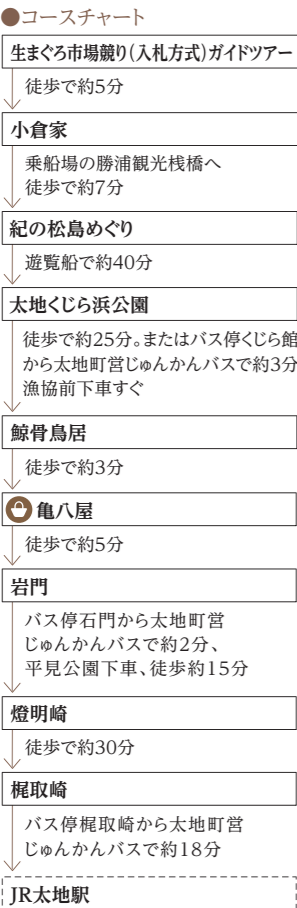 ●コースチャート
生まぐろ市場競り(入札方式)ガイドツアー
徒歩で約5分
小倉家
乗船場の勝浦観光桟橋へ
徒歩で約7分
紀の松島めぐり
遊覧船で約40分
太地くじら浜公園
徒歩で約25分。またはバス停くじら館
から太地町営じゅんかんバスで約3分
漁協前下車すぐ
鯨骨鳥居
徒歩で約3分
亀八屋
徒歩で約5分
岩門
バス停石門から太地町営
じゅんかんバスで約2分、
平見公園下車、徒歩約15分
燈明崎
徒歩で約30分
梶取崎
バス停梶取崎から太地町営
じゅんかんバスで約18分
JR太地駅